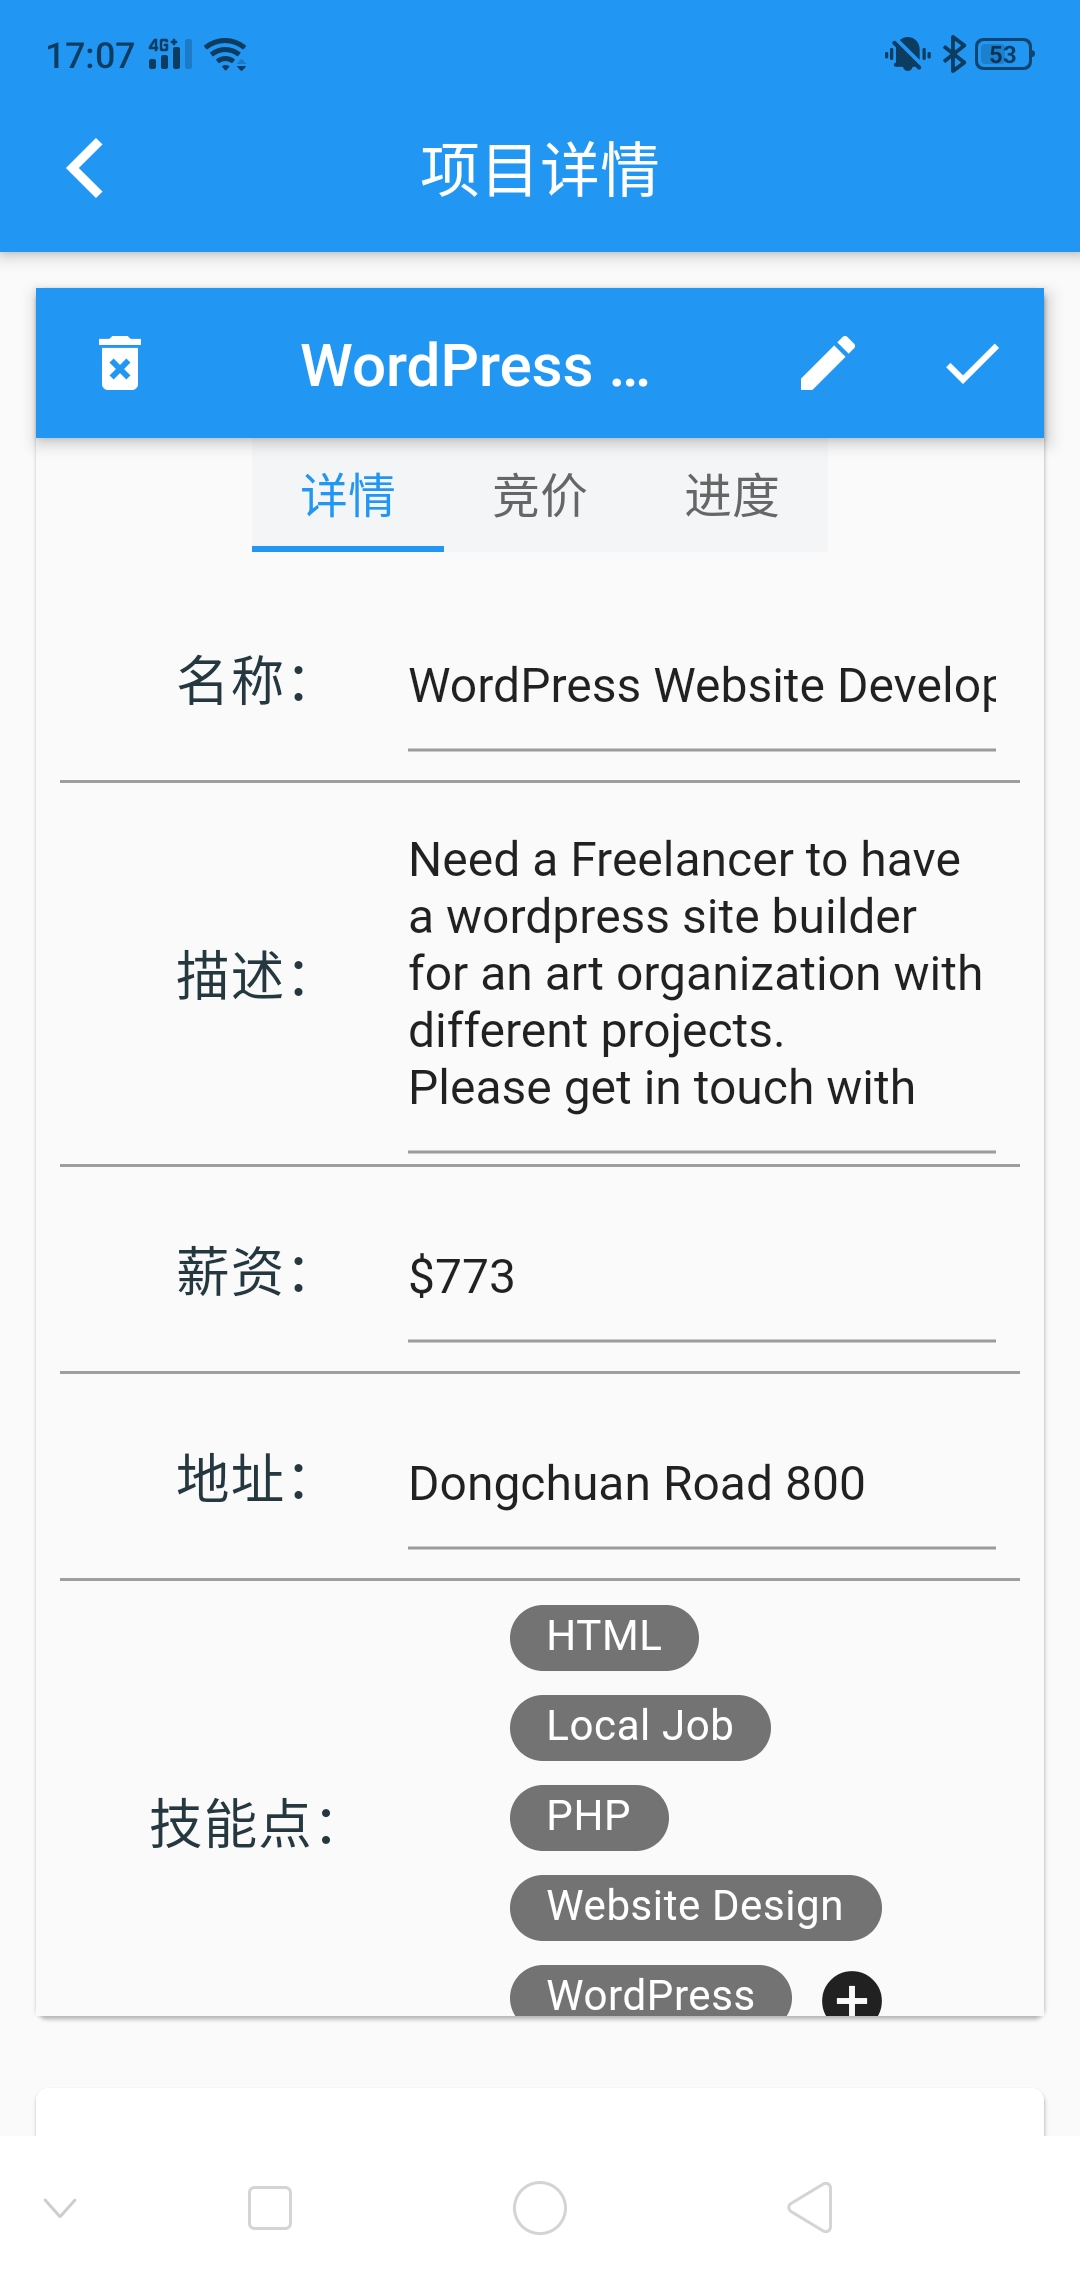 17:07 4G+ 53
项目详情
WordPress ...
详情 竞价 进度
名称： WordPress Website Develop
描述： Need a Freelancer to have
a wordpress site builder
for an art organization with
different projects.
Please get in touch with
薪资： $773
地址： Dongchuan Road 800
技能点： HTML
Local Job
PHP
Website Design
WordPress